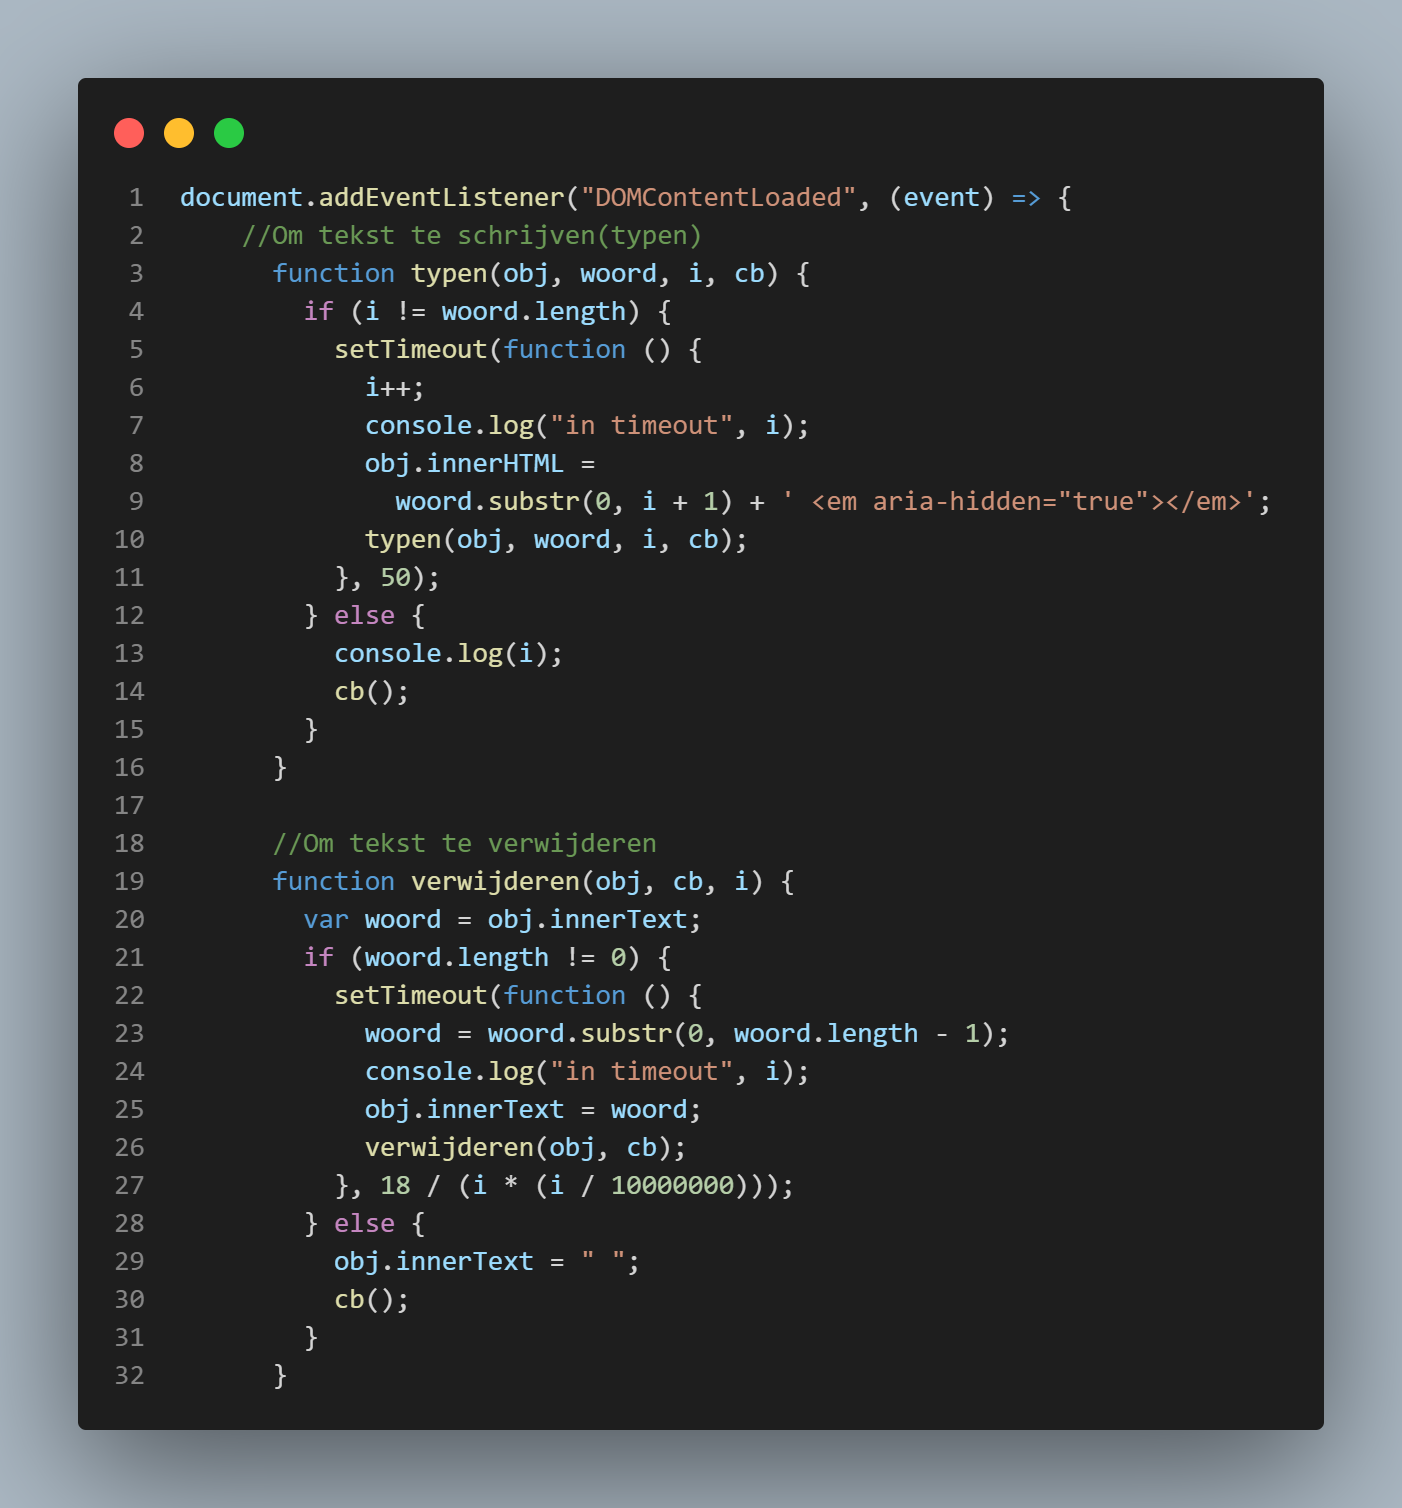 1 document.addEventListener("DOMContentLoaded", (event) => {
2 //Om tekst te schrijven(typen)
3 function typen(obj, woord, i, cb) {
4 if (i != woord.length) {
5 setTimeout(function () {
6 i++;
7 console.log("in timeout", i);
8 obj.innerHTML =
9 woord.substr(0, i + 1) + ' <em aria-hidden="true"></em>';
10 typen(obj, woord, i, cb);
11 }, 50);
12 } else {
13 console.log(i);
14 cb();
15 }
16 }
17
18 //Om tekst te verwijderen
19 function verwijderen(obj, cb, i) {
20 var woord = obj.innerText;
21 if (woord.length != 0) {
22 setTimeout(function () {
23 woord = woord.substr(0, woord.length - 1);
24 console.log("in timeout", i);
25 obj.innerText = woord;
26 verwijderen(obj, cb);
27 }, 18 / (i * (i / 10000000)));
28 } else {
29 obj.innerText = " ";
30 cb();
31 }
32 }